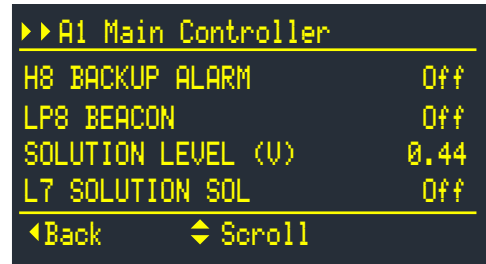 A1 Main Controller
H8 BACKUP ALARM Off
LP8 BEACON Off
SOLUTION LEVEL (V) 0.44
L7 SOLUTION SOL Off
Back Scroll